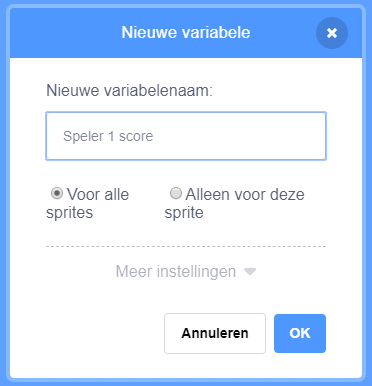 Nieuwe variabele
Nieuwe variabelenaam:
Speler 1 score
Voor alle sprites
Alleen voor deze sprite
Meer instellingen
Annuleren
OK